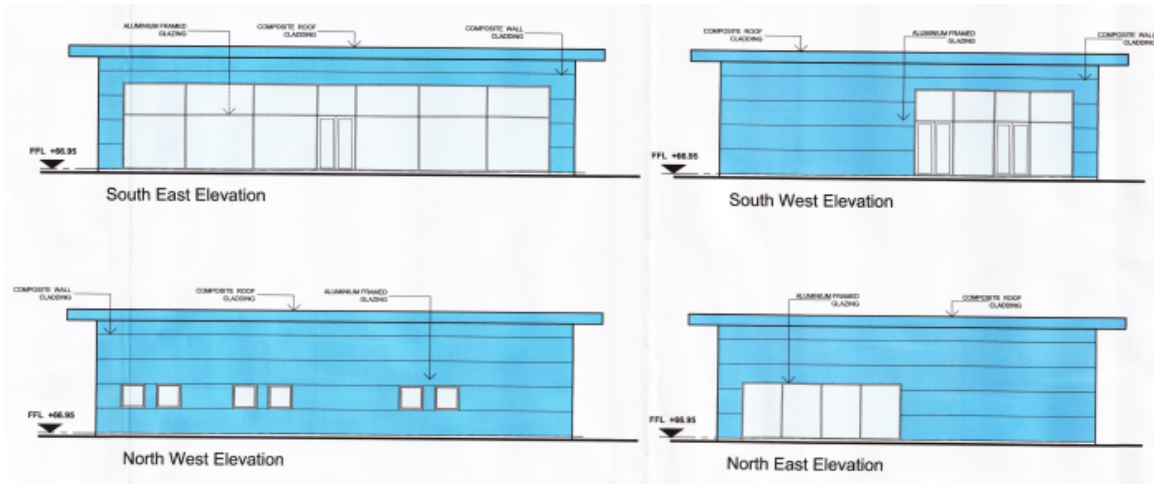 ALUMINIUM FRAMED
GLAZING
COMPOSITE ROOF
CLADDING
COMPOSITE WALL
CLADDING
FFL +66.95
South East Elevation
COMPOSITE ROOF
CLADDING
ALUMINIUM FRAMED
GLAZING
COMPOSITE WALL
CLADDING
FFL +66.95
South West Elevation
COMPOSITE WALL
CLADDING
COMPOSITE ROOF
CLADDING
ALUMINIUM FRAMED
GLAZING
FFL +66.95
North West Elevation
ALUMINIUM FRAMED
GLAZING
COMPOSITE ROOF
CLADDING
FFL +66.95
North East Elevation